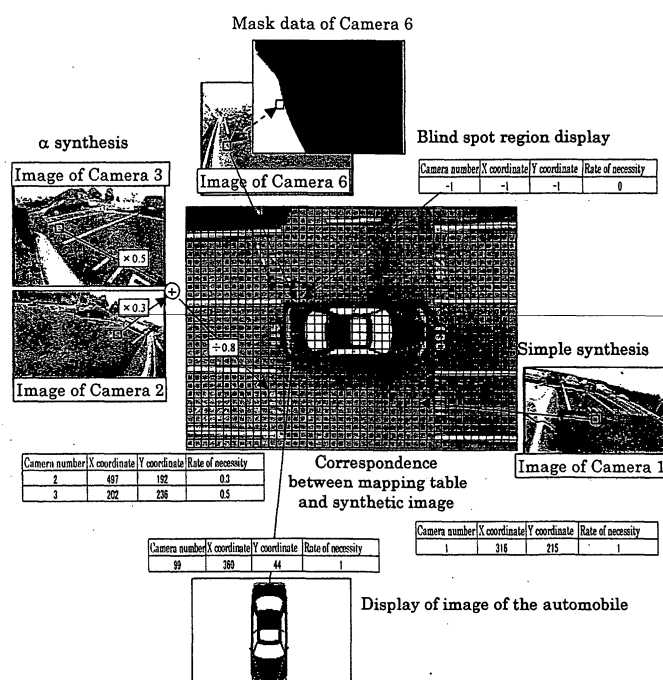 Mask data of Camera 6
α synthesis
Blind spot region display
Image of Camera 3
Image of Camera 6
Camera number X coordinate Y coordinate Rate of necessity
-1 -1 -1 0
×0.5
×0.3
+
÷0.8
Image of Camera 2
Simple synthesis
Image of Camera 1
Camera number X coordinate Y coordinate Rate of necessity
2 497 192 0.3
3 202 236 0.5
Correspondence
between mapping table
and synthetic image
Camera number X coordinate Y coordinate Rate of necessity
1 316 215 1
Camera number X coordinate Y coordinate Rate of necessity
99 360 44 1
Display of image of the automobile